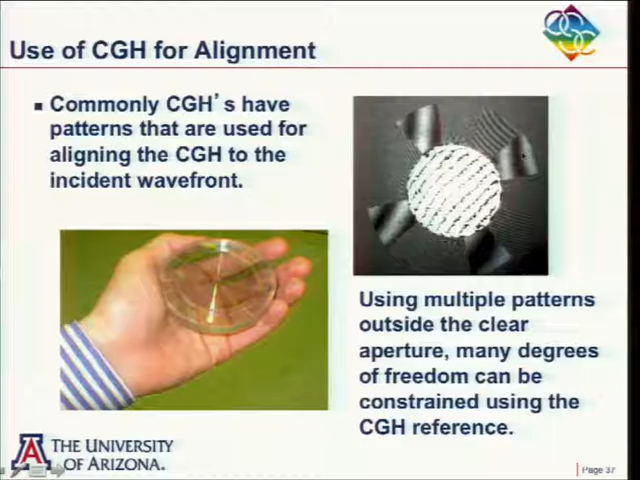 Use of CGH for Alignment
Commonly CGH's have
patterns that are used for
aligning the CGH to the
incident wavefront.
Using multiple patterns
outside the clear
aperture, many degrees
of freedom can be
constrained using the
CGH reference.
A THE UNIVERSITY
OF ARIZONA.
Page 37